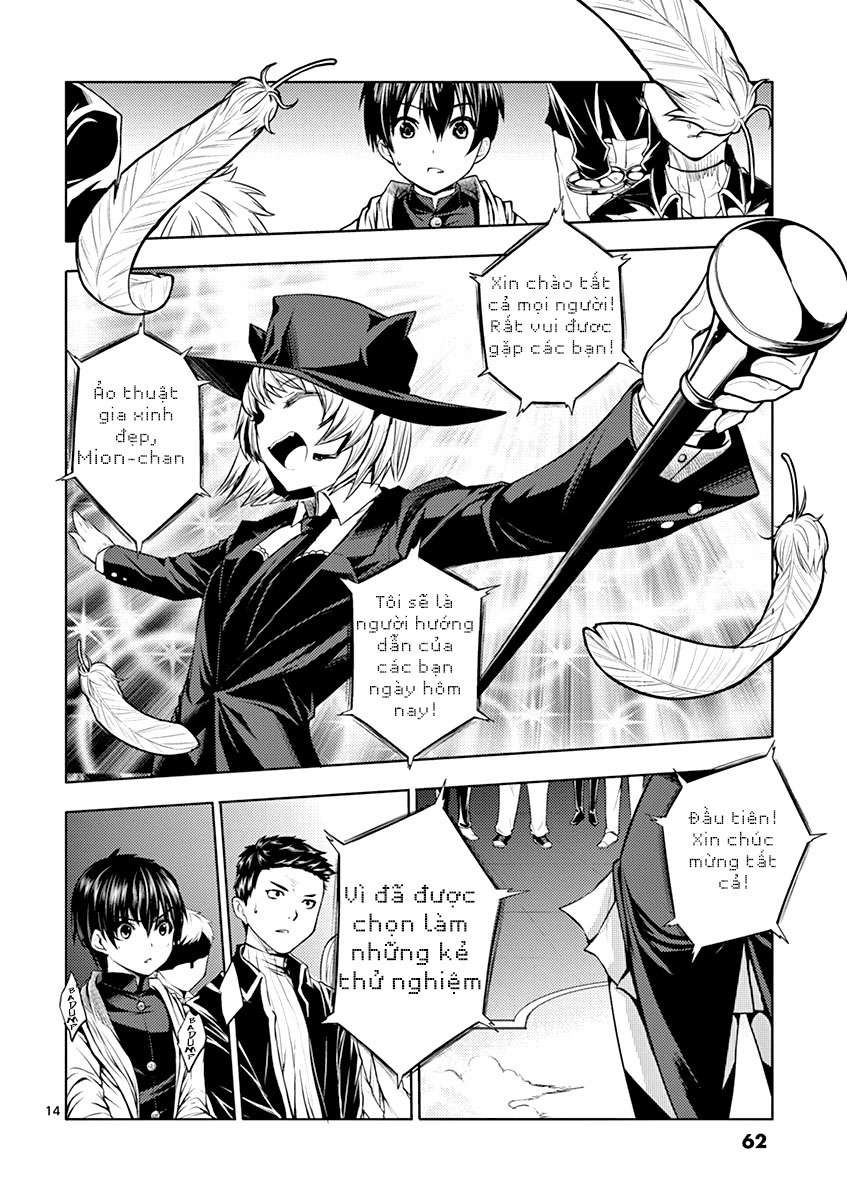 Xin chào tất
cả mọi người!
Rất vui được
gặp các bạn!
Ảo thuật
gia xinh
đẹp,
Mion-chan
Tôi sẽ là
người hướng
dẫn của
các bạn
ngày hôm
nay!
Đầu tiên!
Xin chúc
mừng tất
cả!
Vì đã được
chọn làm
những kẻ
thử nghiệm
BADUMP
BADUMP
14
62